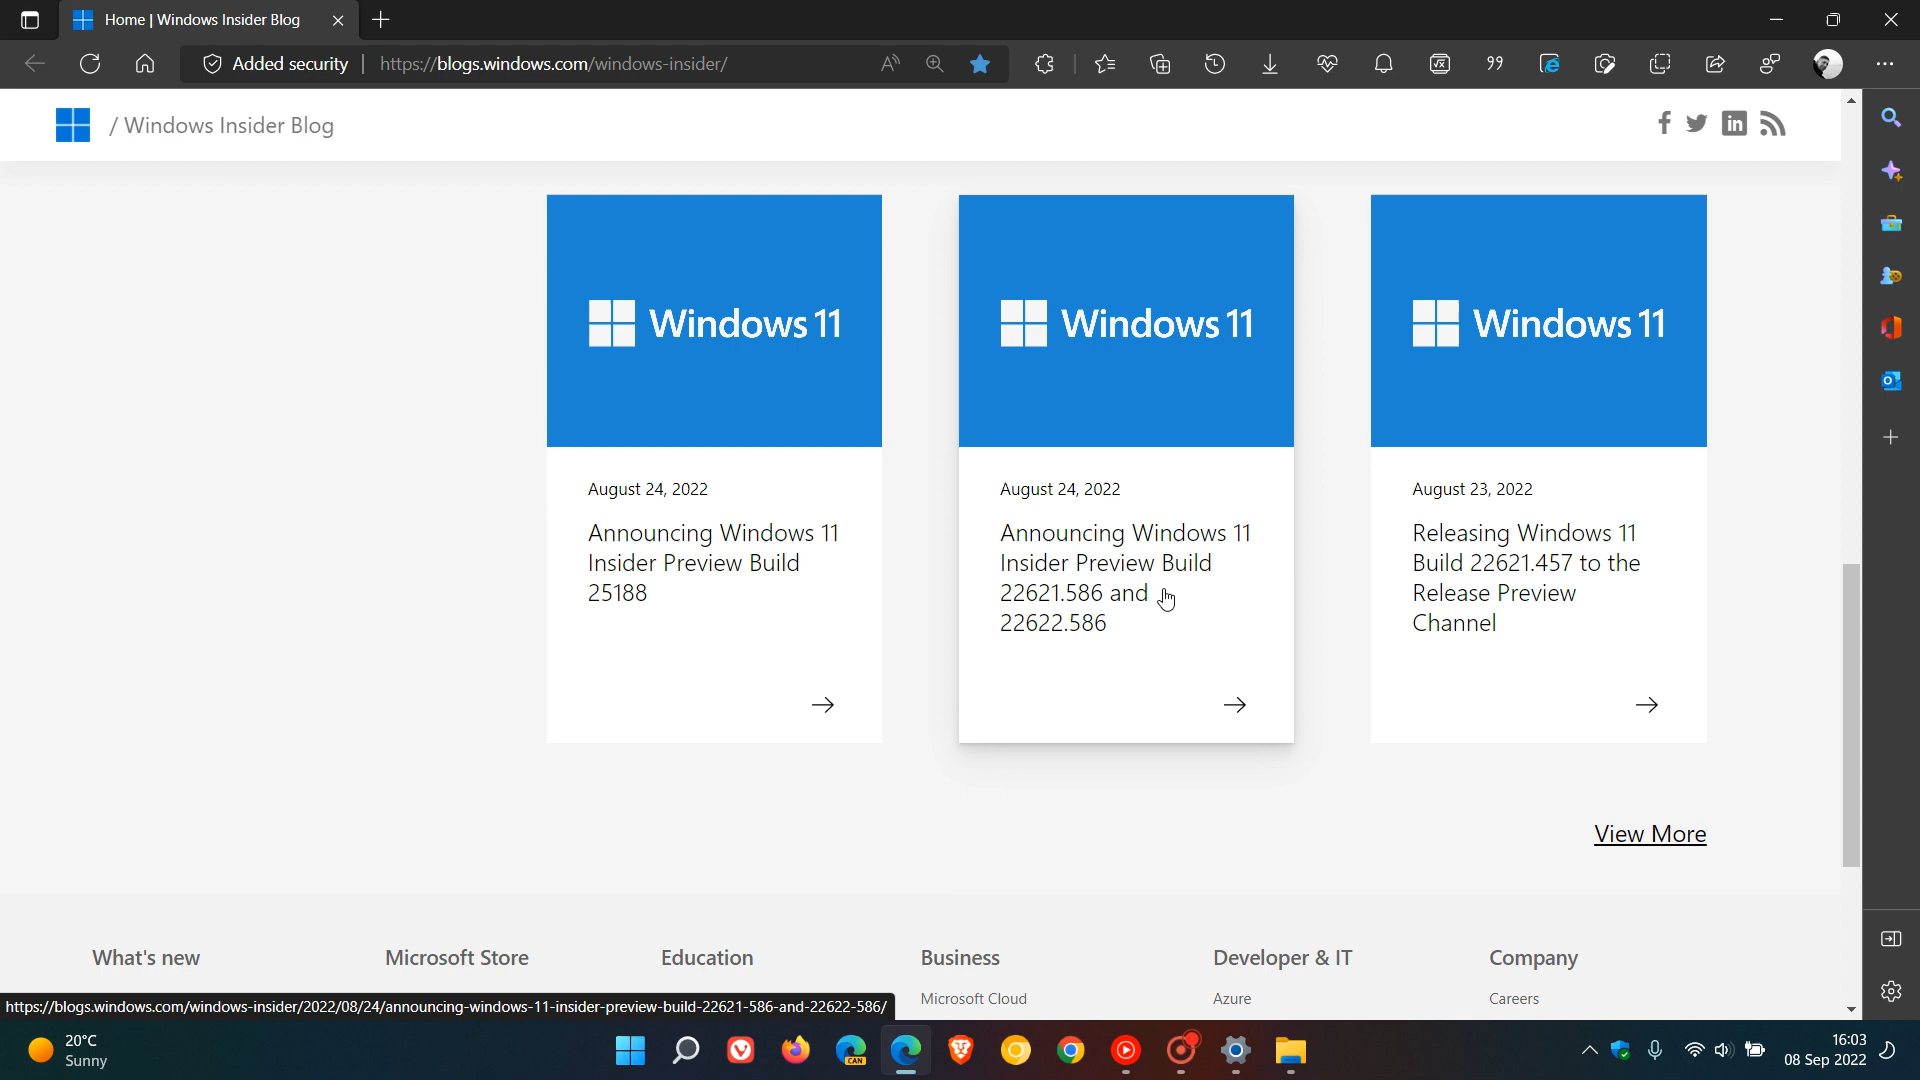 Home | Windows Insider Blog
Added security
https://blogs.windows.com/windows-insider/
/ Windows Insider Blog
Windows 11
Windows 11
Windows 11
August 24, 2022
Announcing Windows 11
Insider Preview Build
25188
August 24, 2022
Announcing Windows 11
Insider Preview Build
22621.586 and
22622.586
August 23, 2022
Releasing Windows 11
Build 22621.457 to the
Release Preview
Channel
View More
What's new
Microsoft Store
Education
Business
Developer & IT
Company
Microsoft Cloud
Azure
Careers
https://blogs.windows.com/windows-insider/2022/08/24/announcing-windows-11-insider-preview-build-22621-586-and-22622-586/
20°C
Sunny
CAN
16:03
08 Sep 2022